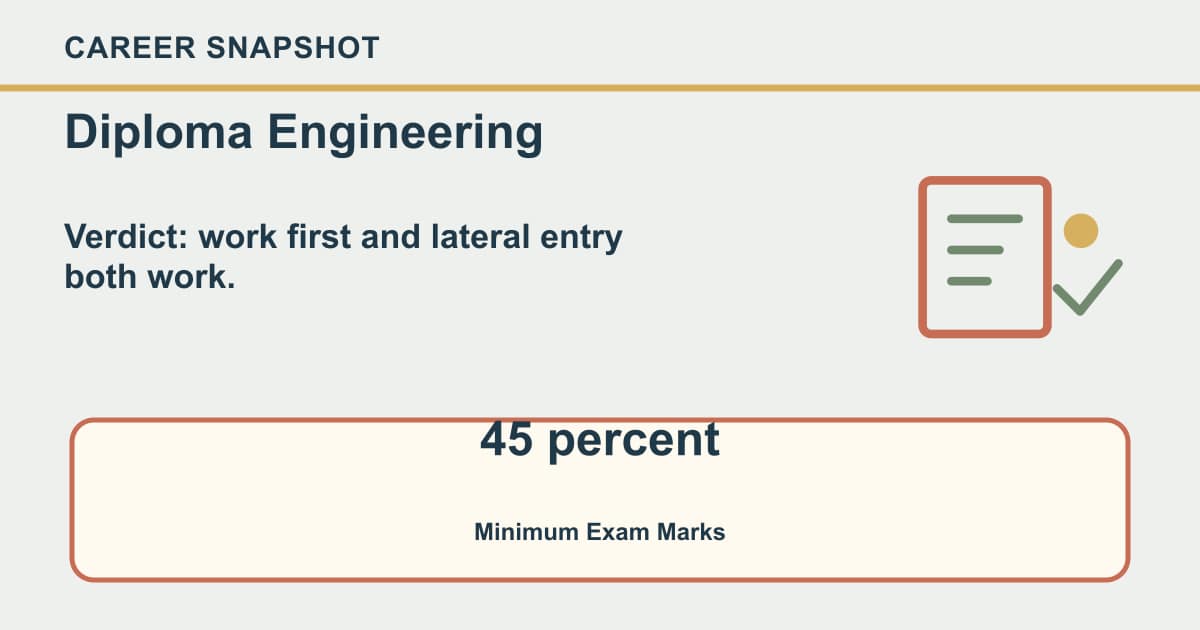 CAREER SNAPSHOT
Diploma Engineering
Verdict: work first and lateral entry
both work.
45 percent
Minimum Exam Marks